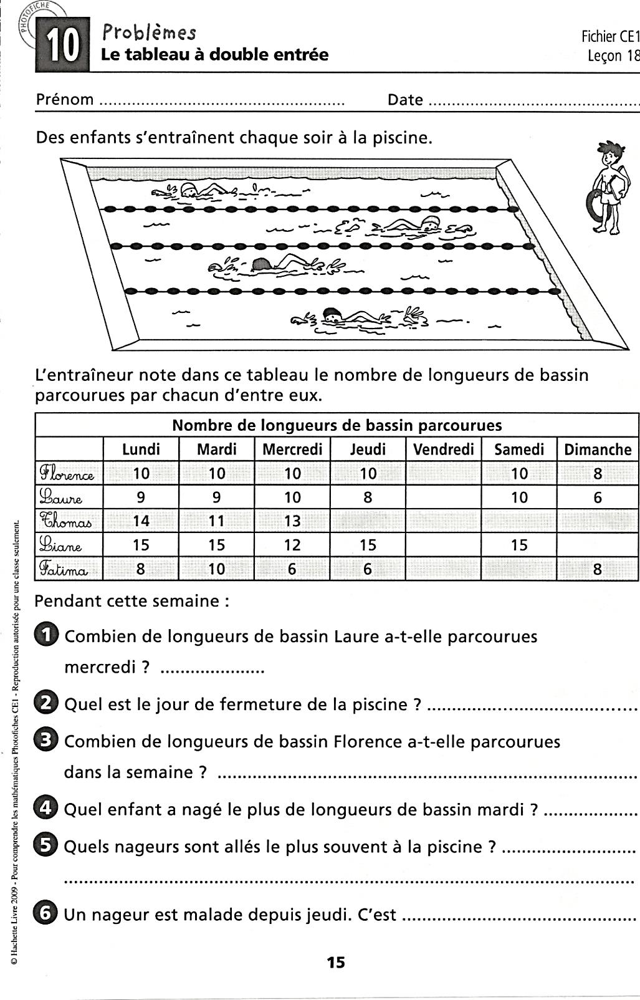 PHOTOFICHE
10
Problèmes
Le tableau à double entrée
Fichier CE1
Leçon 18
Prénom ..................................................... Date ..............................................
Des enfants s'entraînent chaque soir à la piscine.
L'entraîneur note dans ce tableau le nombre de longueurs de bassin
parcourues par chacun d'entre eux.
Nombre de longueurs de bassin parcourues
Lundi Mardi Mercredi Jeudi Vendredi Samedi Dimanche
Florence 10 10 10 10 10 8
Laure 9 9 10 8 10 6
Thomas 14 11 13
Liane 15 15 12 15 15
Fatima 8 10 6 6 8
Pendant cette semaine :
1 Combien de longueurs de bassin Laure a-t-elle parcourues
mercredi ? .....................
2 Quel est le jour de fermeture de la piscine ? .......................................
3 Combien de longueurs de bassin Florence a-t-elle parcourues
dans la semaine ? .....................................................................................
4 Quel enfant a nagé le plus de longueurs de bassin mardi ? ...................
5 Quels nageurs sont allés le plus souvent à la piscine ? ...........................
...................................................................................................................
6 Un nageur est malade depuis jeudi. C'est ...............................................
© Hachette Livre 2009 - Pour comprendre les mathématiques Photofiches CE1 - Reproduction autorisée pour une classe seulement.
15